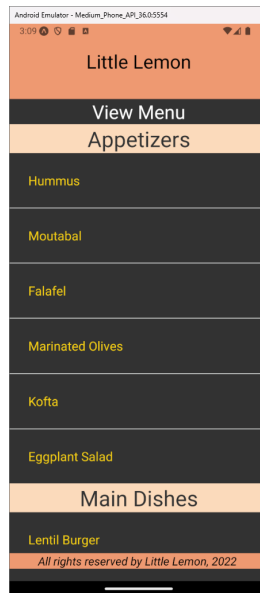 Android Emulator - Medium_Phone_API_36.0:5554
3:09
Little Lemon
View Menu
Appetizers
Hummus
Moutabal
Falafel
Marinated Olives
Kofta
Eggplant Salad
Main Dishes
Lentil Burger
All rights reserved by Little Lemon, 2022